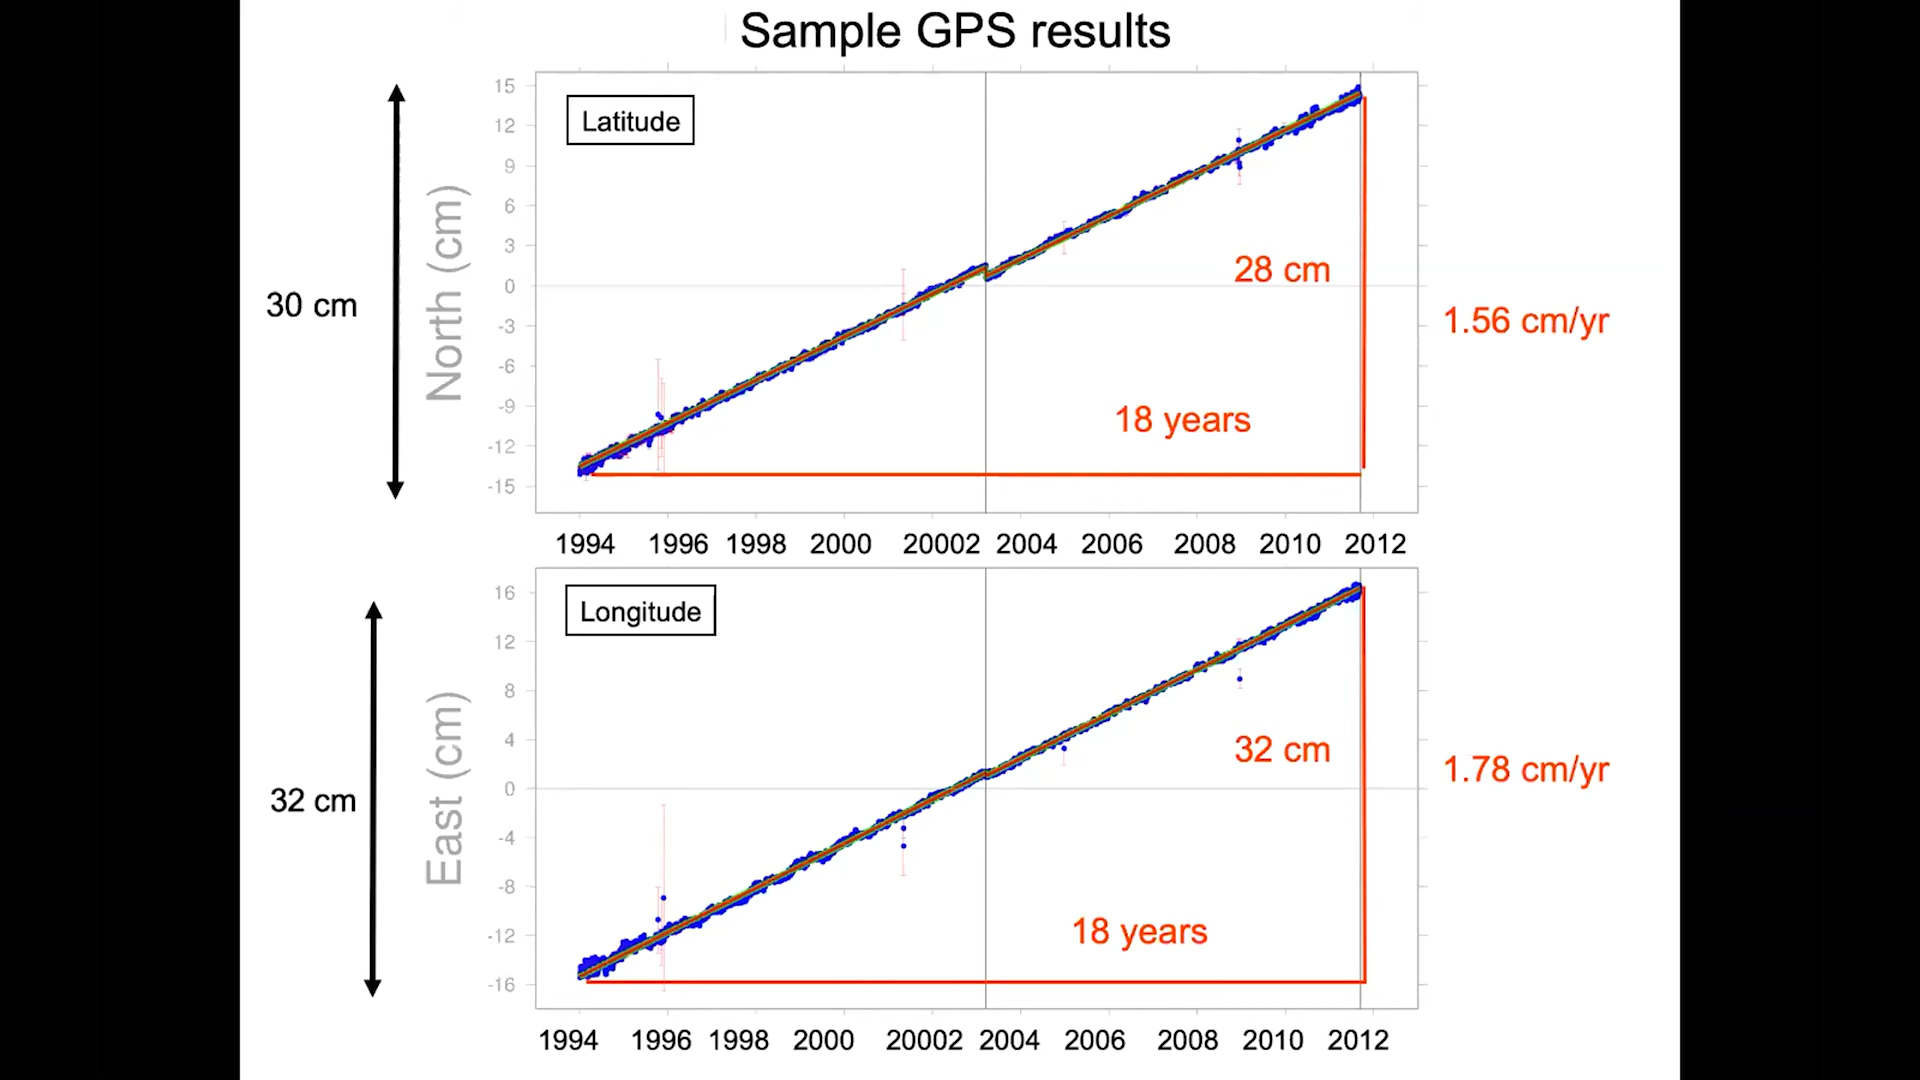 Sample GPS results
15
Latitude
12
9
6
3
0
-3
-6
-9
-12
-15
North (cm)
30 cm
28 cm
1.56 cm/yr
18 years
1994 1996 1998 2000 20002 2004 2006 2008 2010 2012
16
Longitude
12
8
4
0
-4
-8
-12
-16
East (cm)
32 cm
32 cm
1.78 cm/yr
18 years
1994 1996 1998 2000 20002 2004 2006 2008 2010 2012